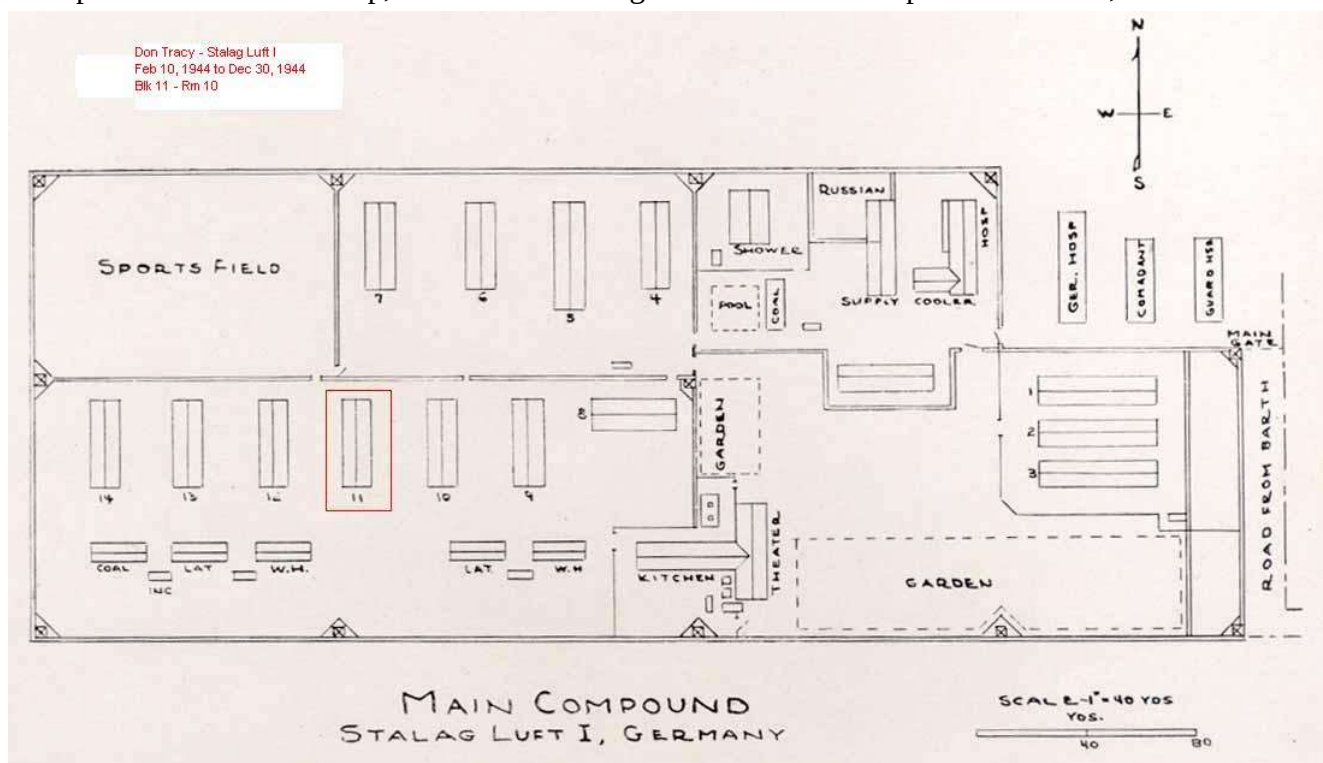 Don Tracy - Stalag Luft I
Feb 10, 1944 to Dec 30, 1944
Blk 11 - Rm 10
N
W
E
S
SPORTS FIELD
7
6
5
4
SHOWER
RUSSIAN
HOSP
POOL
COAL
SUPPLY
COOLER
GER. HOSP
COMADANT
GUARD HSE
MAIN
GATE
14
13
12
11
10
9
8
GARDEN
1
2
3
ROAD FROM BARTH
COAL
LAT
W.H.
INC
LAT.
W.H
KITCHEN
THEATER
GARDEN
MAIN COMPOUND
STALAG LUFT I, GERMANY
SCALE-1"=40 YDS
YDS.
40
80